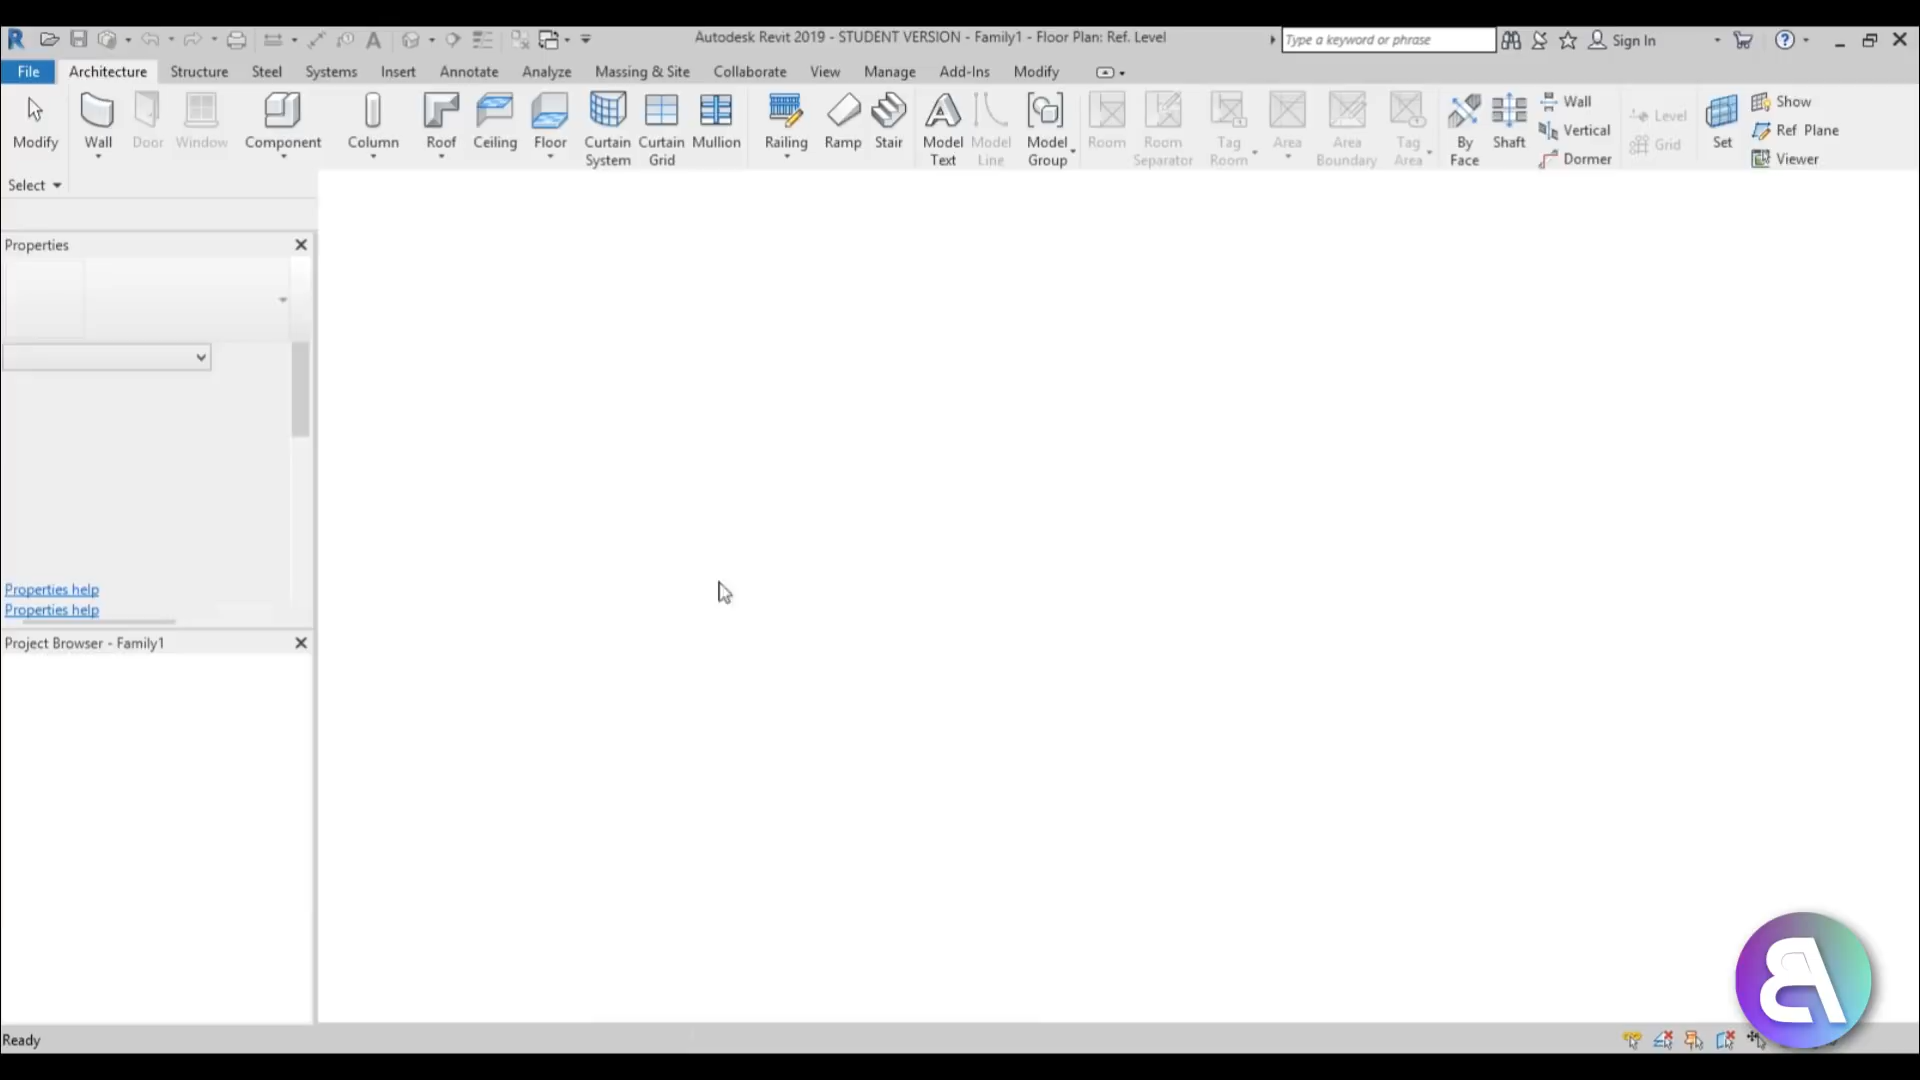 Autodesk Revit 2019 - STUDENT VERSION - Family1 - Floor Plan: Ref. Level
Type a keyword or phrase
Sign In
File Architecture Structure Steel Systems Insert Annotate Analyze Massing & Site Collaborate View Manage Add-Ins Modify
Modify Wall Door Window Component Column Roof Ceiling Floor Curtain System Curtain Grid Mullion Railing Ramp Stair Model Text Model Line Model Group Room Room Separator Tag Room Area Area Boundary Tag Area By Face Shaft Wall Vertical Dormer Level Grid Set Show Ref Plane Viewer
Select
Properties
Properties help
Properties help
Project Browser - Family1
Ready